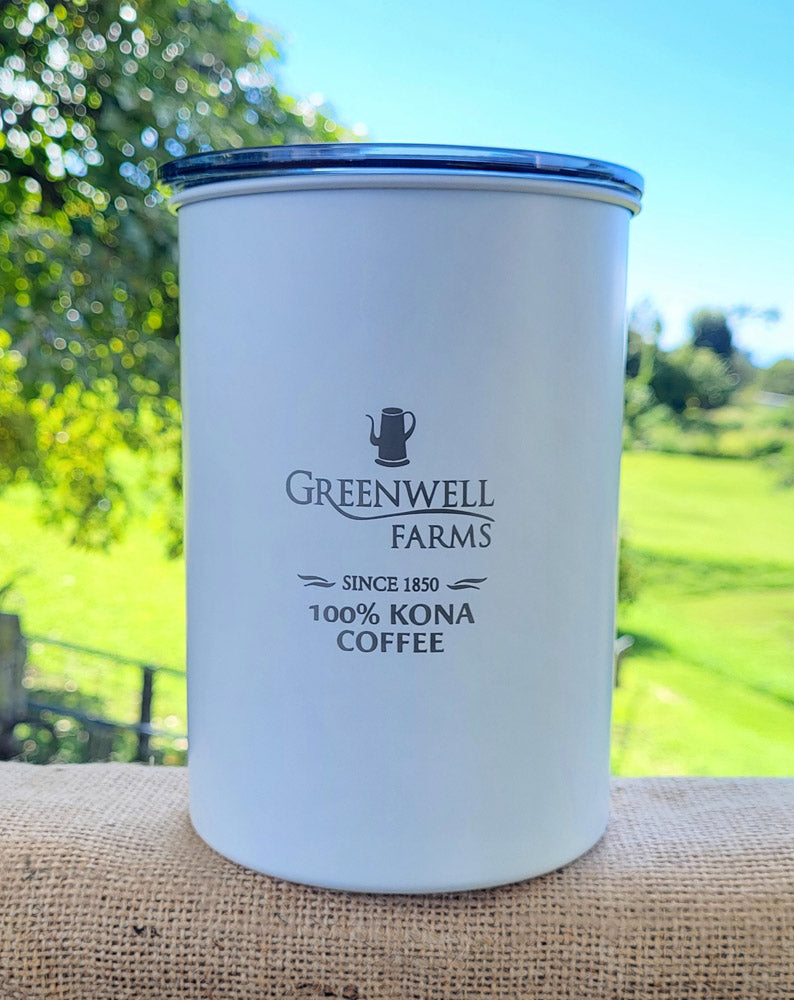 GREENWELL
FARMS
SINCE 1850
100% KONA
COFFEE